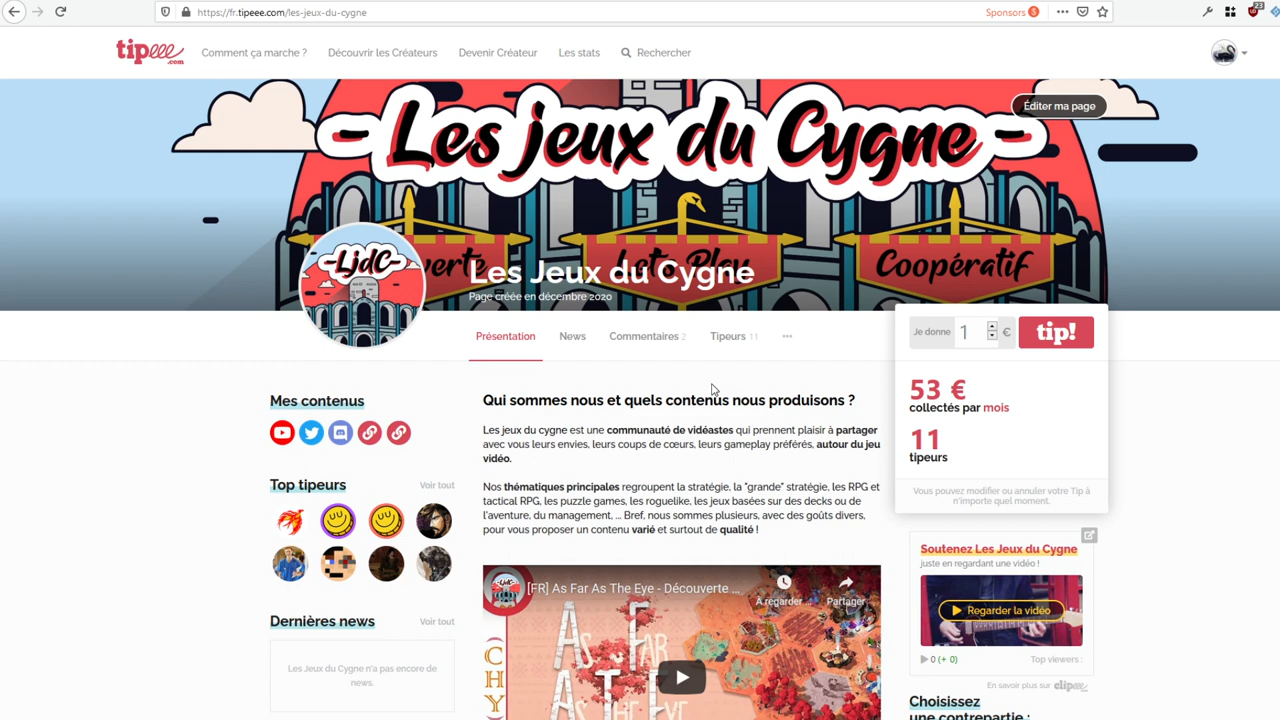 https://fr.tipeee.com/les-jeux-du-cygne
Sponsors S
23
tipeee.com
Comment ça marche ?
Découvrir les Créateurs
Devenir Créateur
Les stats
Rechercher
- Les jeux du Cygne -
Éditer ma page
Let's Play
Coopératif
-LjdC-
Les Jeux du Cygne
Page créée en décembre 2020
Présentation
News
Commentaires 2
Tipeurs 11
Je donne 1 €
tip!
53 €
collectés par mois
11
tipeurs
Vous pouvez modifier ou annuler votre Tip à
n'importe quel moment.
Mes contenus
Top tipeurs
Voir tout
Dernières news
Voir tout
Les Jeux du Cygne n'a pas encore de
news.
Qui sommes nous et quels contenus nous produisons ?
Les jeux du cygne est une communauté de vidéastes qui prennent plaisir à partager
avec vous leurs envies, leurs coups de cœurs, leurs gameplay préférés, autour du jeu
vidéo.
Nos thématiques principales regroupent la stratégie, la "grande" stratégie, les RPG et
tactical RPG, les puzzle games, les roguelike, les jeux basées sur des decks ou de
l'aventure, du management, ... Bref, nous sommes plusieurs, avec des goûts divers,
pour vous proposer un contenu varié et surtout de qualité !
[FR] As Far As The Eye - Découverte ...
À regarder ...
Partager
As Far
As The Eye
C
H
Y
Soutenez Les Jeux du Cygne
juste en regardant une vidéo !
Regarder la vidéo
0 (+ 0)
Top viewers :
En savoir plus sur clipeee
Choisissez
une contrepartie :